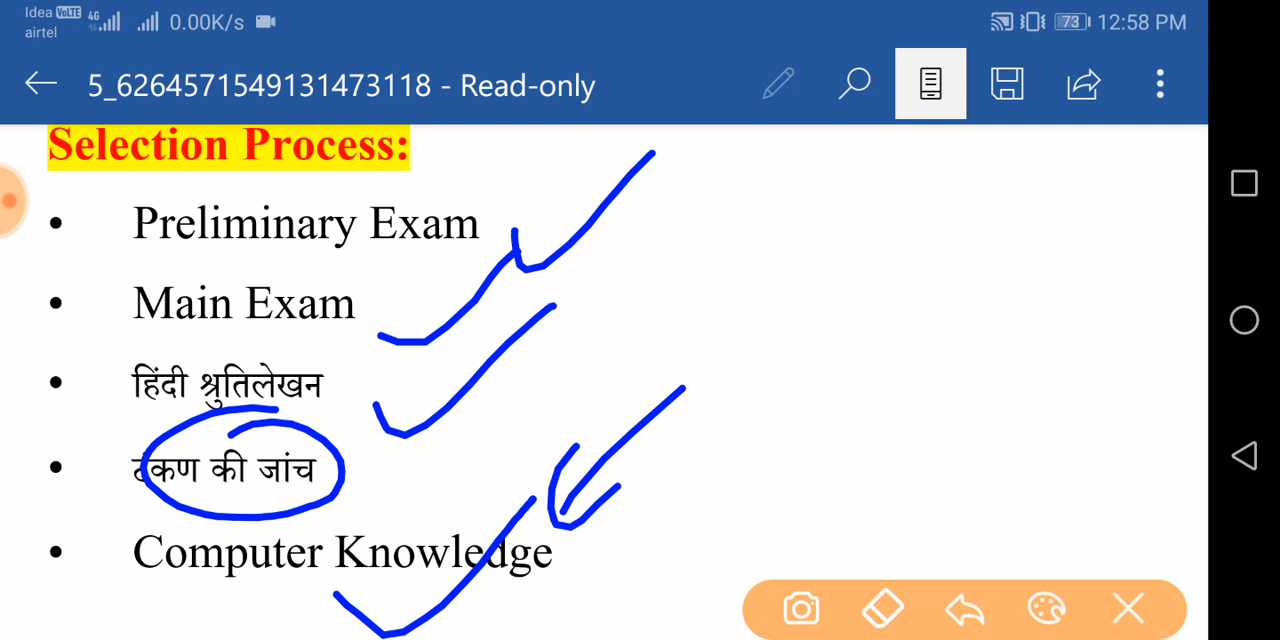 Idea VoLTE 4G 0.00K/s 73 12:58 PM
airtel
5_6264571549131473118 - Read-only
Selection Process:
• Preliminary Exam
• Main Exam
• हिंदी श्रुतिलेखन
• टंकण की जांच
• Computer Knowledge